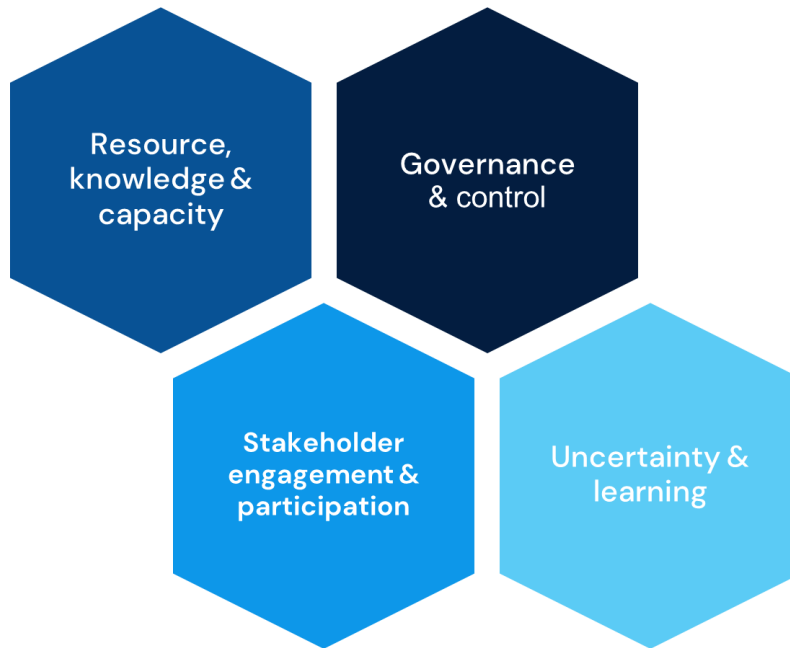 Resource,
knowledge &
capacity
Governance
& control
Stakeholder
engagement &
participation
Uncertainty &
learning